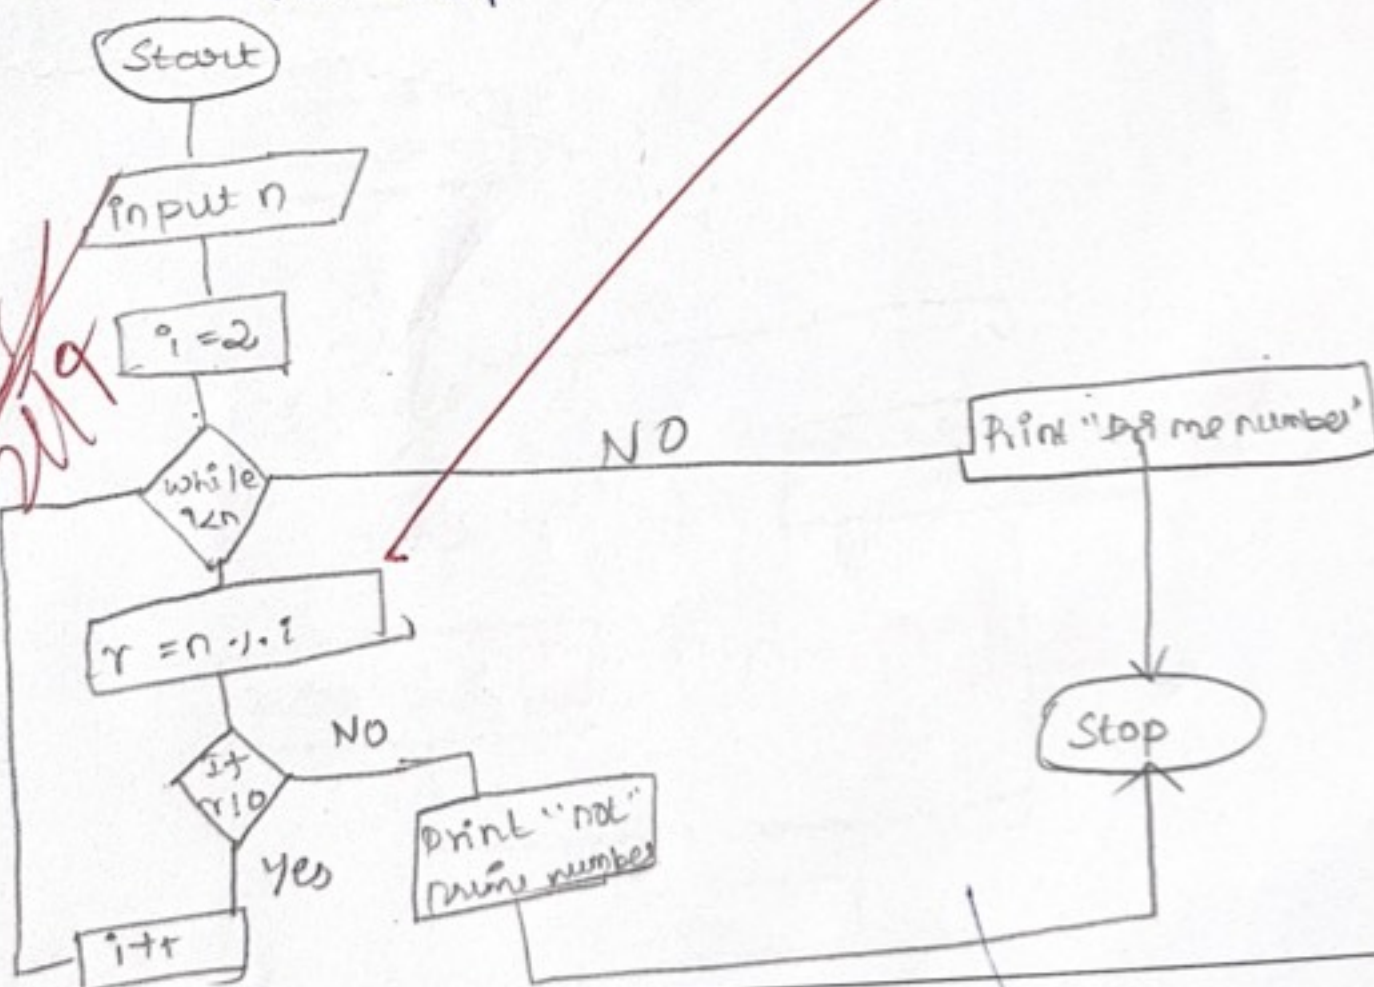 Start
input n
i=2
while
i<n
NO
Print "prime number"
r = n % i
If
r!0
NO
Print "not"
prime number
Yes
i++
Stop